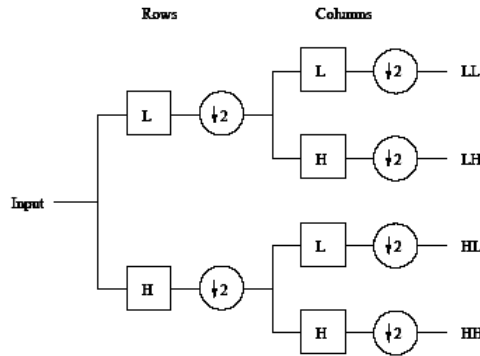 Rows Columns
L ↓2 LL
L ↓2
H ↓2 LH
Input
L ↓2 HL
H ↓2
H ↓2 HH